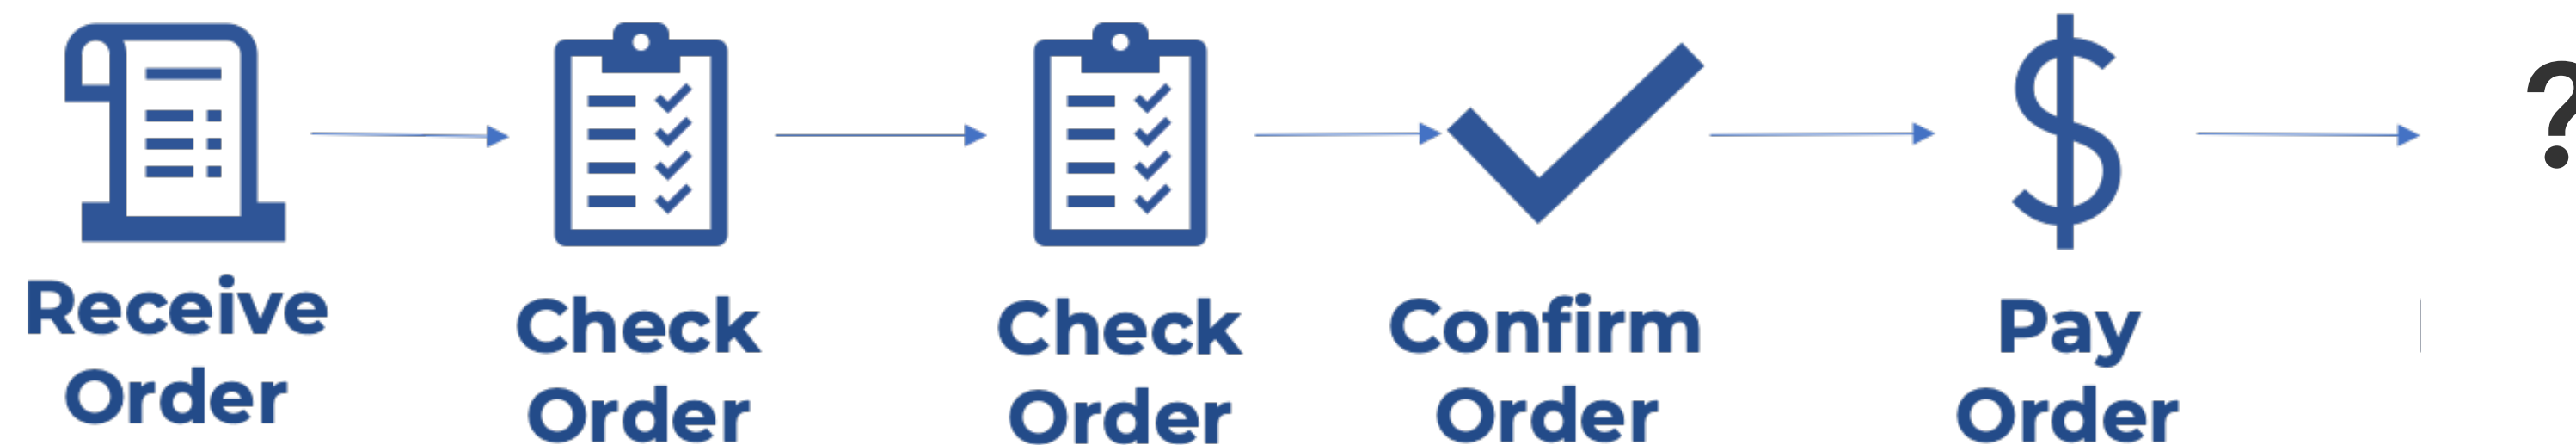 Receive
Order
Check
Order
Check
Order
Confirm
Order
Pay
Order
?